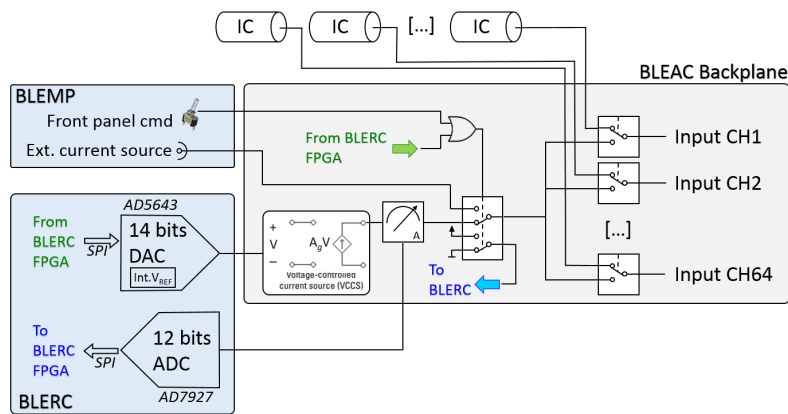 IC
IC
[...]
IC
BLEAC Backplane
BLEMP
Front panel cmd
Ext. current source
From BLERC
FPGA
Input CH1
Input CH2
[...]
Input CH64
AD5643
From
BLERC
FPGA
SPI
14 bits
DAC
Int.VREF
+
V
−
AgV
Voltage-controlled
current source (VCCS)
A
To
BLERC
To
BLERC
FPGA
SPI
12 bits
ADC
AD7927
BLERC